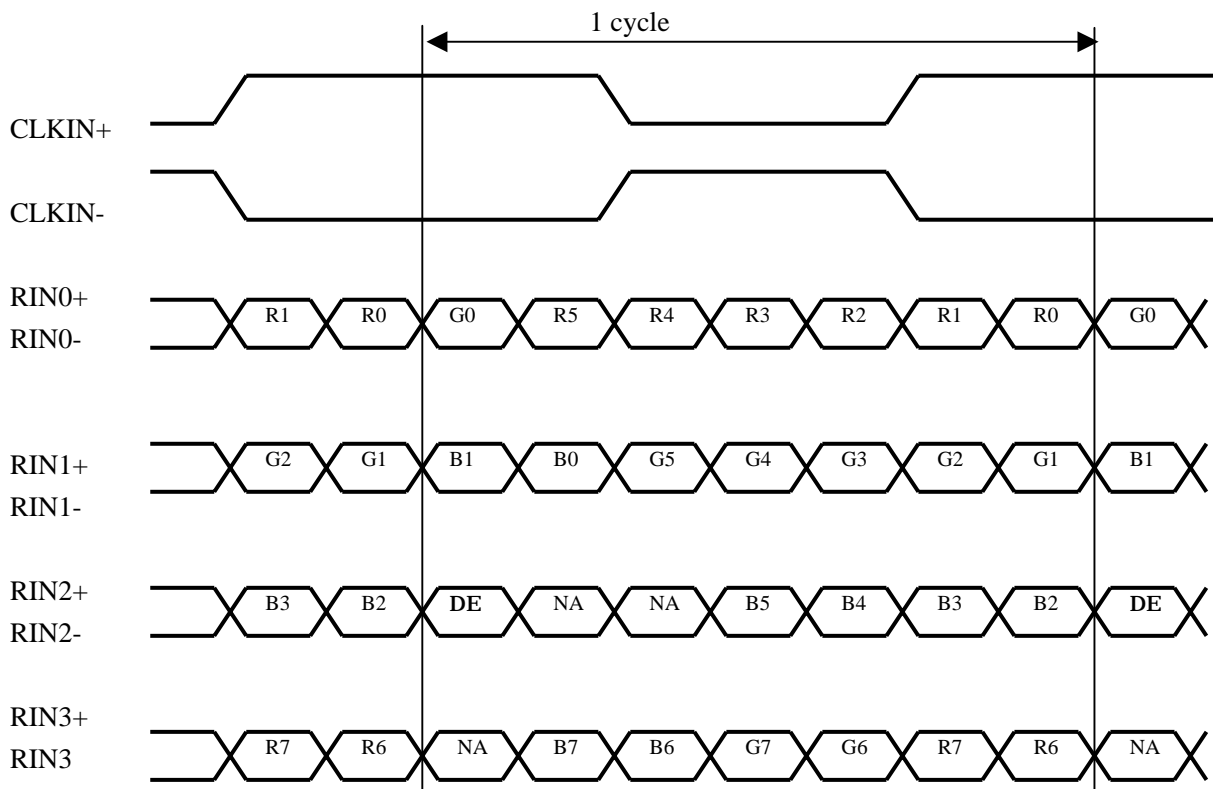 1 cycle
CLKIN+
CLKIN-
RIN0+
R1 R0 G0 R5 R4 R3 R2 R1 R0 G0
RIN0-
RIN1+
G2 G1 B1 B0 G5 G4 G3 G2 G1 B1
RIN1-
RIN2+
B3 B2 DE NA NA B5 B4 B3 B2 DE
RIN2-
RIN3+
R7 R6 NA B7 B6 G7 G6 R7 R6 NA
RIN3